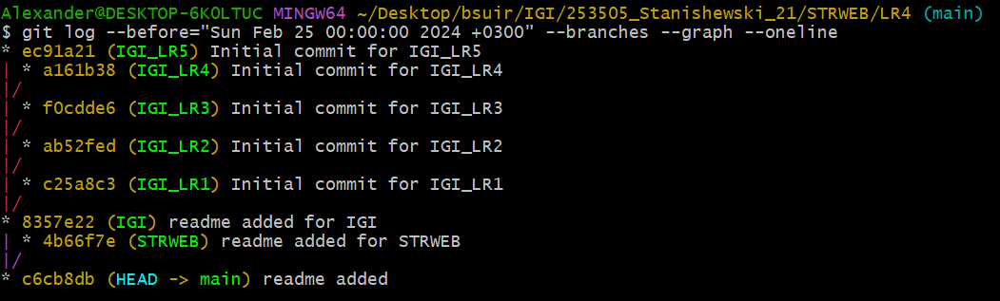 Alexander@DESKTOP-6K0LTUC MINGW64 ~/Desktop/bsuir/IGI/253505_Stanishewski_21/STRWEB/LR4 (main)
$ git log --before="Sun Feb 25 00:00:00 2024 +0300" --branches --graph --oneline
* ec91a21 (IGI_LR5) Initial commit for IGI_LR5
| * a161b38 (IGI_LR4) Initial commit for IGI_LR4
|/
| * f0cdde6 (IGI_LR3) Initial commit for IGI_LR3
|/
| * ab52fed (IGI_LR2) Initial commit for IGI_LR2
|/
| * c25a8c3 (IGI_LR1) Initial commit for IGI_LR1
|/
* 8357e22 (IGI) readme added for IGI
| * 4b66f7e (STRWEB) readme added for STRWEB
|/
* c6cb8db (HEAD -> main) readme added